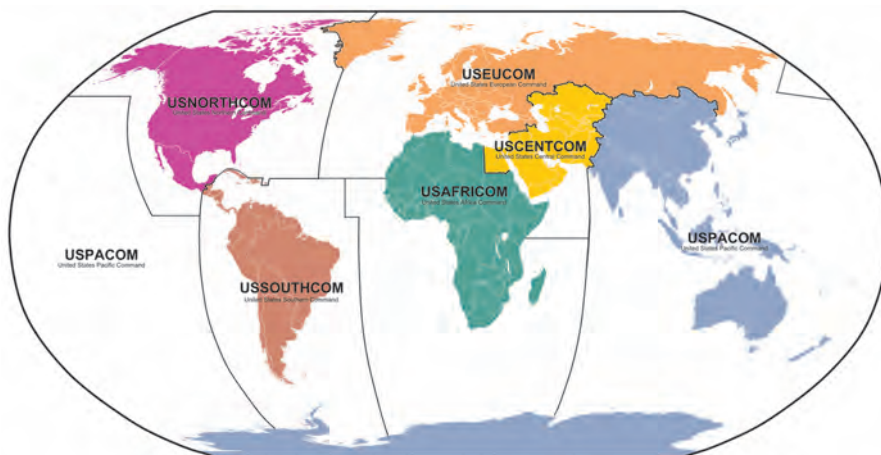 USEUCOM
United States European Command
USNORTHCOM
United States Northern Command
USCENTCOM
United States Central Command
USAFRICOM
United States Africa Command
USPACOM
United States Pacific Command
USPACOM
United States Pacific Command
USSOUTHCOM
United States Southern Command